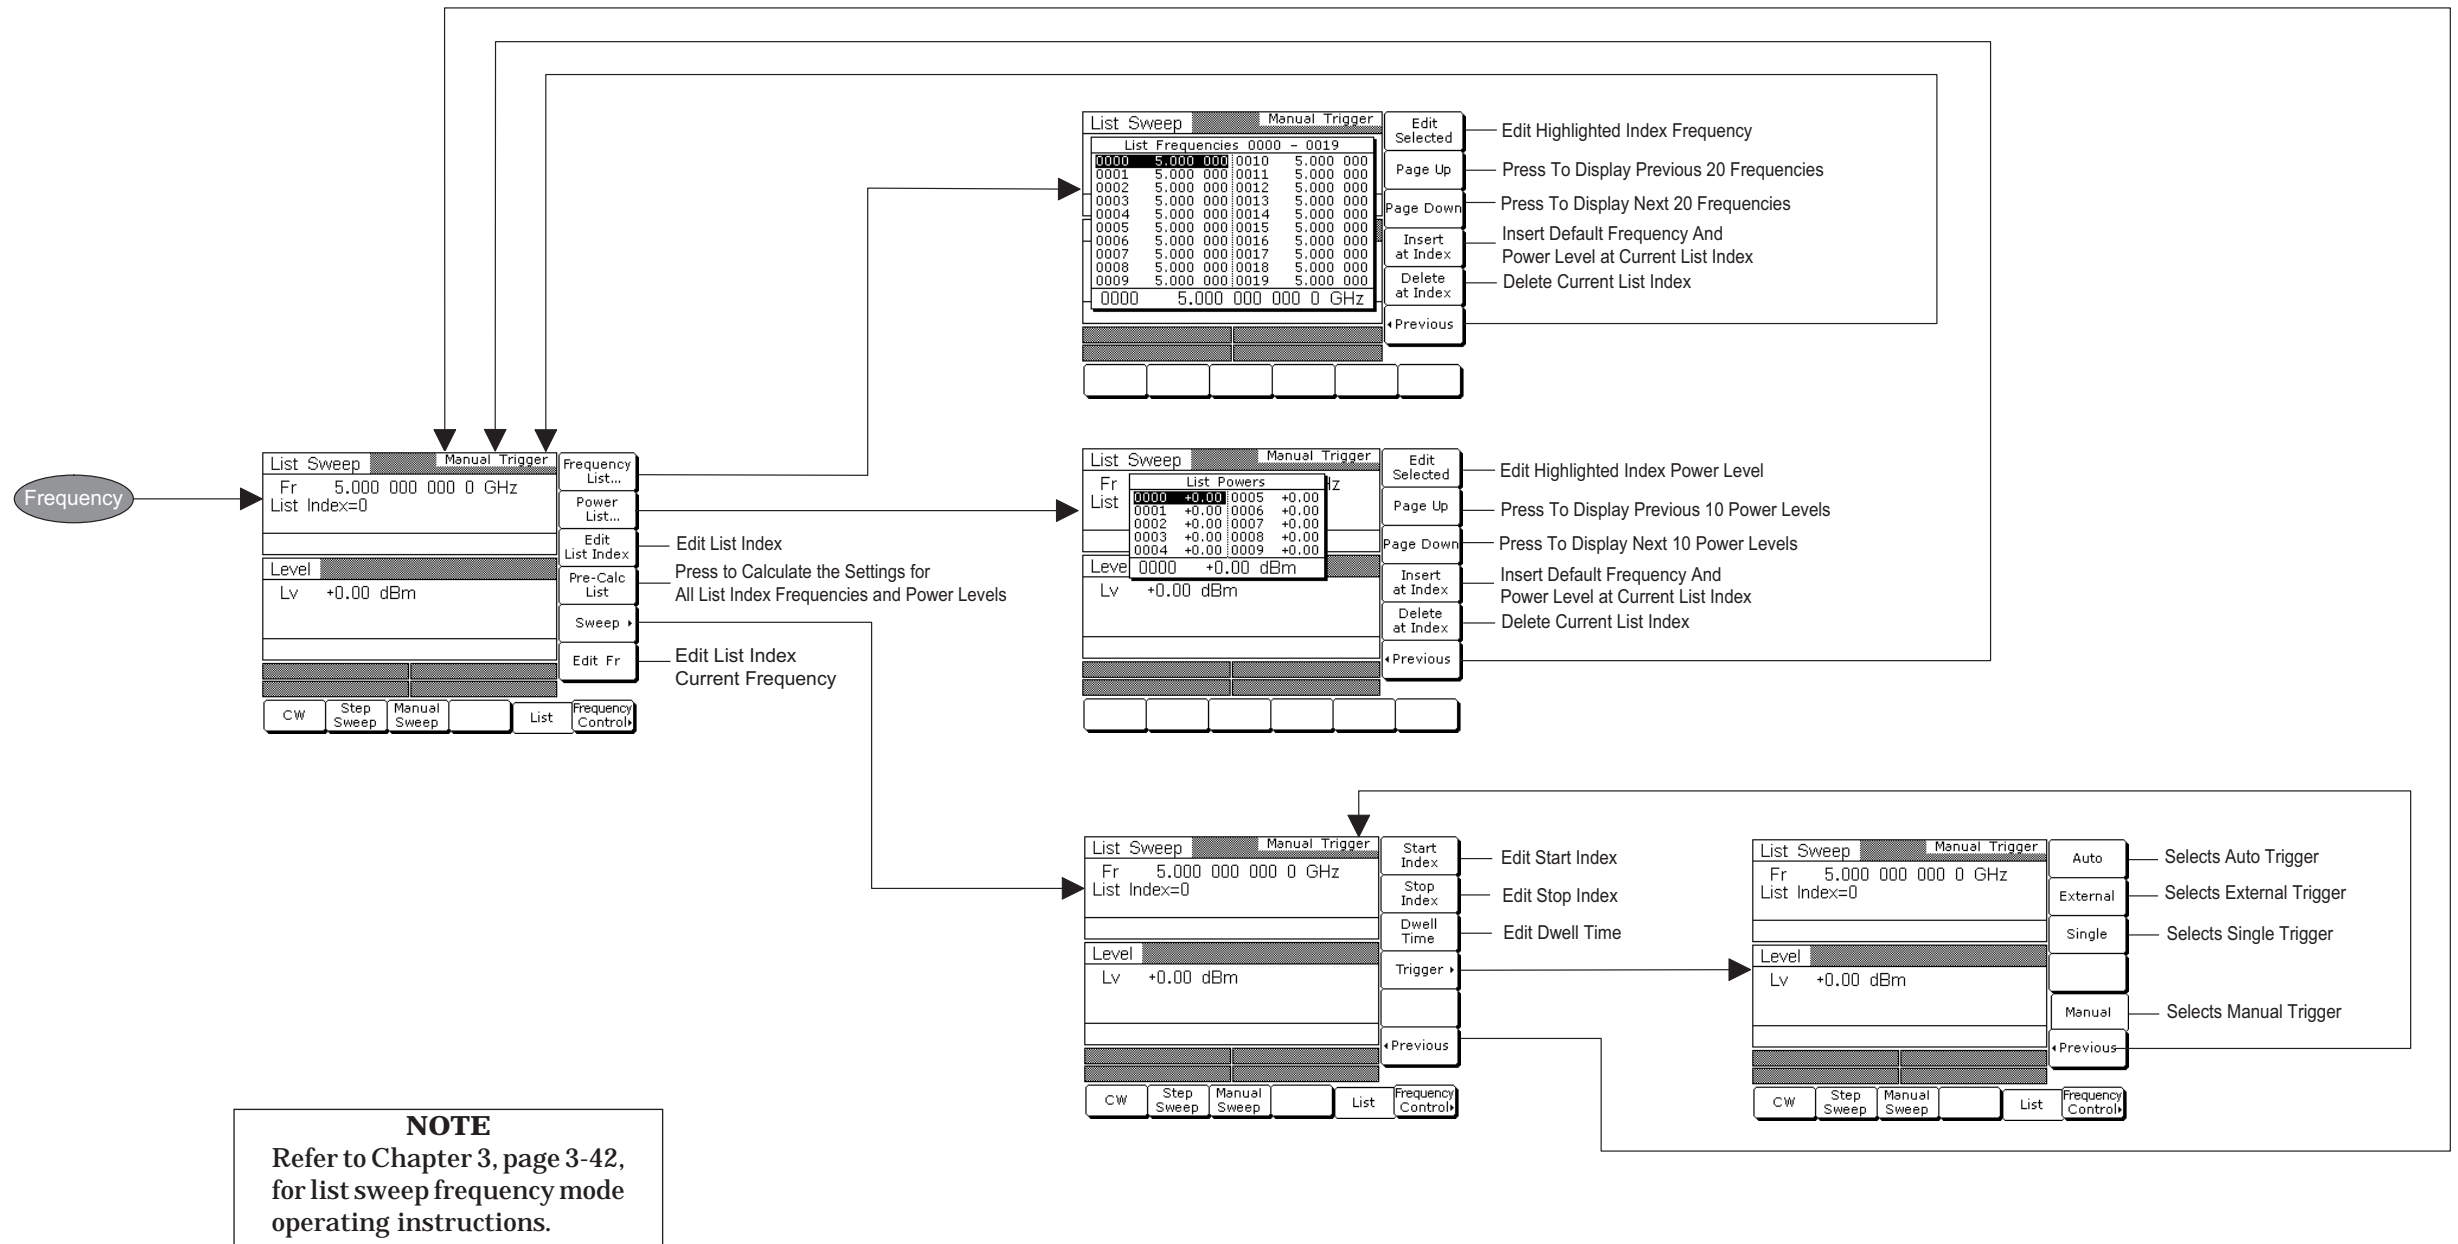 Frequency
List Sweep Manual Trigger
Fr 5.000 000 000 0 GHz
List Index=0
Level
Lv +0.00 dBm
Frequency
List...
Power
List...
Edit
List Index
Pre-Calc
List
Sweep
Edit Fr
CW
Step
Sweep
Manual
Sweep
List
Frequency
Control
Edit List Index
Press to Calculate the Settings for
All List Index Frequencies and Power Levels
Edit List Index
Current Frequency
List Sweep Manual Trigger
List Frequencies 0000 - 0019
0000 5.000 000 0010 5.000 000
0001 5.000 000 0011 5.000 000
0002 5.000 000 0012 5.000 000
0003 5.000 000 0013 5.000 000
0004 5.000 000 0014 5.000 000
0005 5.000 000 0015 5.000 000
0006 5.000 000 0016 5.000 000
0007 5.000 000 0017 5.000 000
0008 5.000 000 0018 5.000 000
0009 5.000 000 0019 5.000 000
0000 5.000 000 000 0 GHz
Edit
Selected
Page Up
Page Down
Insert
at Index
Delete
at Index
Previous
Edit Highlighted Index Frequency
Press To Display Previous 20 Frequencies
Press To Display Next 20 Frequencies
Insert Default Frequency And
Power Level at Current List Index
Delete Current List Index
List Sweep Manual Trigger
Fr Hz
List
List Powers
0000 +0.00 0005 +0.00
0001 +0.00 0006 +0.00
0002 +0.00 0007 +0.00
0003 +0.00 0008 +0.00
0004 +0.00 0009 +0.00
0000 +0.00 dBm
Leve
Lv +0.00 dBm
Edit
Selected
Page Up
Page Down
Insert
at Index
Delete
at Index
Previous
Edit Highlighted Index Power Level
Press To Display Previous 10 Power Levels
Press To Display Next 10 Power Levels
Insert Default Frequency And
Power Level at Current List Index
Delete Current List Index
List Sweep Manual Trigger
Fr 5.000 000 000 0 GHz
List Index=0
Level
Lv +0.00 dBm
Start
Index
Stop
Index
Dwell
Time
Trigger
Previous
CW
Step
Sweep
Manual
Sweep
List
Frequency
Control
Edit Start Index
Edit Stop Index
Edit Dwell Time
List Sweep Manual Trigger
Fr 5.000 000 000 0 GHz
List Index=0
Level
Lv +0.00 dBm
Auto
External
Single
Manual
Previous
CW
Step
Sweep
Manual
Sweep
List
Frequency
Control
Selects Auto Trigger
Selects External Trigger
Selects Single Trigger
Selects Manual Trigger
NOTE
Refer to Chapter 3, page 3-42,
for list sweep frequency mode
operating instructions.